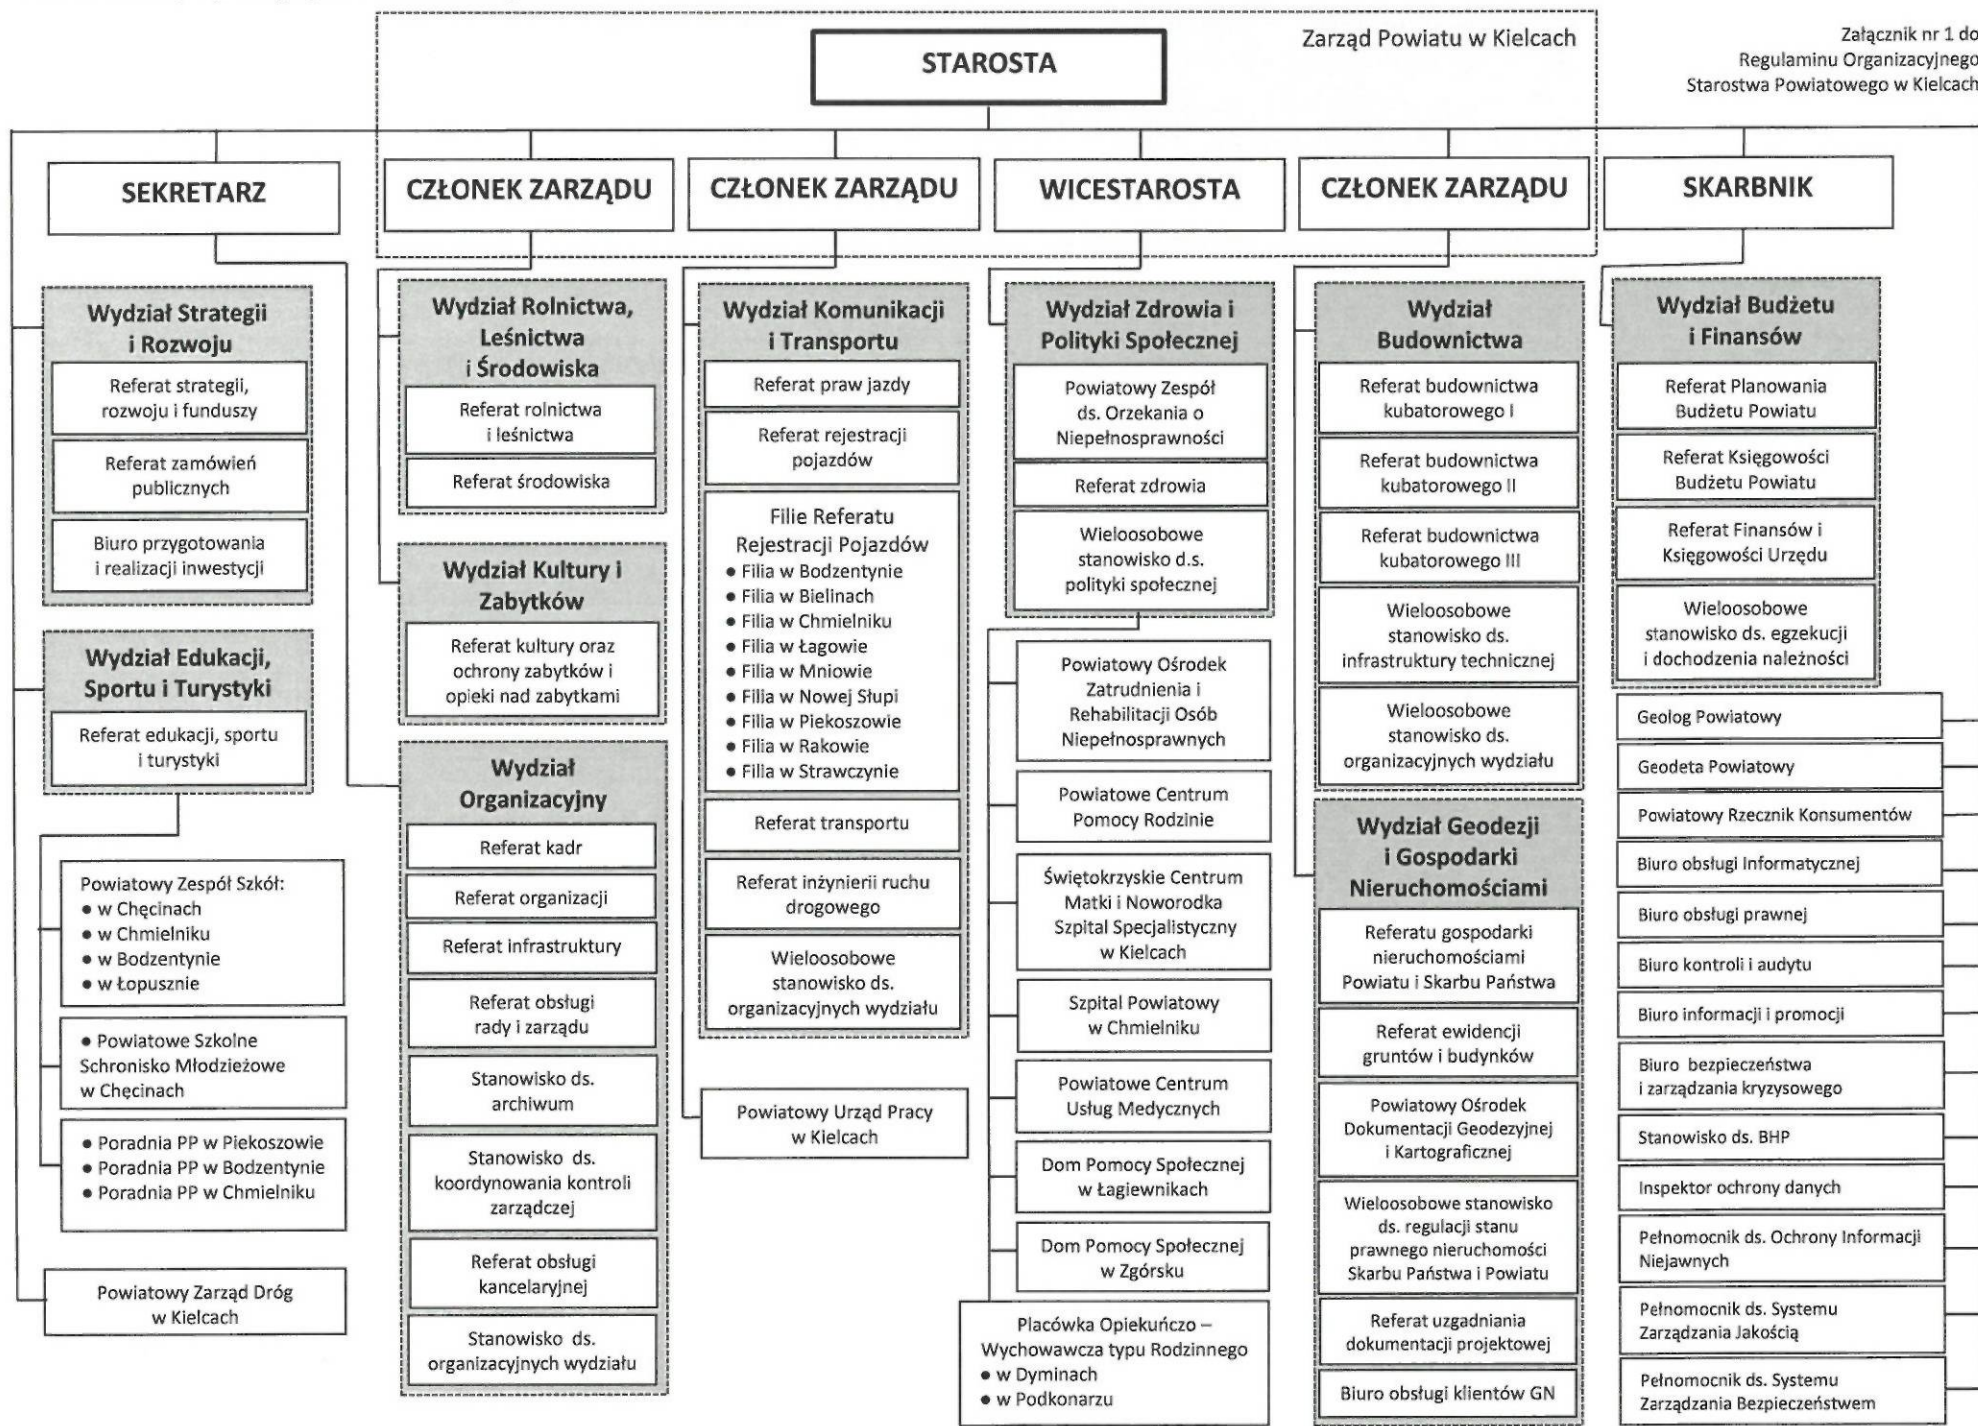 Zarząd Powiatu w Kielcach
Załącznik nr 1 do
Regulaminu Organizacyjnego
Starostwa Powiatowego w Kielcach
STAROSTA
SEKRETARZ
CZŁONEK ZARZĄDU
CZŁONEK ZARZĄDU
WICESTAROSTA
CZŁONEK ZARZĄDU
SKARBNIK
Wydział Strategii
i Rozwoju
Referat strategii,
rozwoju i funduszy
Referat zamówień
publicznych
Biuro przygotowania
i realizacji inwestycji
Wydział Edukacji,
Sportu i Turystyki
Referat edukacji, sportu
i turystyki
Powiatowy Zespół Szkół:
● w Chęcinach
● w Chmielniku
● w Bodzentynie
● w Łopusznie
● Powiatowe Szkolne
Schronisko Młodzieżowe
w Chęcinach
● Poradnia PP w Piekoszowie
● Poradnia PP w Bodzentynie
● Poradnia PP w Chmielniku
Powiatowy Zarząd Dróg
w Kielcach
Wydział Rolnictwa,
Leśnictwa
i Środowiska
Referat rolnictwa
i leśnictwa
Referat środowiska
Wydział Kultury i
Zabytków
Referat kultury oraz
ochrony zabytków i
opieki nad zabytkami
Wydział
Organizacyjny
Referat kadr
Referat organizacji
Referat infrastruktury
Referat obsługi
rady i zarządu
Stanowisko ds.
archiwum
Stanowisko ds.
koordynowania kontroli
zarządczej
Referat obsługi
kancelaryjnej
Stanowisko ds.
organizacyjnych wydziału
Wydział Komunikacji
i Transportu
Referat praw jazdy
Referat rejestracji
pojazdów
Filie Referatu
Rejestracji Pojazdów
● Filia w Bodzentynie
● Filia w Bielinach
● Filia w Chmielniku
● Filia w Łagowie
● Filia w Mniowie
● Filia w Nowej Słupi
● Filia w Piekoszowie
● Filia w Rakowie
● Filia w Strawczynie
Referat transportu
Referat inżynierii ruchu
drogowego
Wieloosobowe
stanowisko ds.
organizacyjnych wydziału
Powiatowy Urząd Pracy
w Kielcach
Wydział Zdrowia i
Polityki Społecznej
Powiatowy Zespół
ds. Orzekania o
Niepełnosprawności
Referat zdrowia
Wieloosobowe
stanowisko d.s.
polityki społecznej
Powiatowy Ośrodek
Zatrudnienia i
Rehabilitacji Osób
Niepełnosprawnych
Powiatowe Centrum
Pomocy Rodzinie
Świętokrzyskie Centrum
Matki i Noworodka
Szpital Specjalistyczny
w Kielcach
Szpital Powiatowy
w Chmielniku
Powiatowe Centrum
Usług Medycznych
Dom Pomocy Społecznej
w Łagiewnikach
Dom Pomocy Społecznej
w Zgórsku
Placówka Opiekuńczo –
Wychowawcza typu Rodzinnego
● w Dyminach
● w Podkonarzu
Wydział
Budownictwa
Referat budownictwa
kubatorowego I
Referat budownictwa
kubatorowego II
Referat budownictwa
kubatorowego III
Wieloosobowe
stanowisko ds.
infrastruktury technicznej
Wieloosobowe
stanowisko ds.
organizacyjnych wydziału
Wydział Geodezji
i Gospodarki
Nieruchomościami
Referatu gospodarki
nieruchomościami
Powiatu i Skarbu Państwa
Referat ewidencji
gruntów i budynków
Powiatowy Ośrodek
Dokumentacji Geodezyjnej
i Kartograficznej
Wieloosobowe stanowisko
ds. regulacji stanu
prawnego nieruchomości
Skarbu Państwa i Powiatu
Referat uzgadniania
dokumentacji projektowej
Biuro obsługi klientów GN
Wydział Budżetu
i Finansów
Referat Planowania
Budżetu Powiatu
Referat Księgowości
Budżetu Powiatu
Referat Finansów i
Księgowości Urzędu
Wieloosobowe
stanowisko ds. egzekucji
i dochodzenia należności
Geolog Powiatowy
Geodeta Powiatowy
Powiatowy Rzecznik Konsumentów
Biuro obsługi Informatycznej
Biuro obsługi prawnej
Biuro kontroli i audytu
Biuro informacji i promocji
Biuro bezpieczeństwa
i zarządzania kryzysowego
Stanowisko ds. BHP
Inspektor ochrony danych
Pełnomocnik ds. Ochrony Informacji
Niejawnych
Pełnomocnik ds. Systemu
Zarządzania Jakością
Pełnomocnik ds. Systemu
Zarządzania Bezpieczeństwem